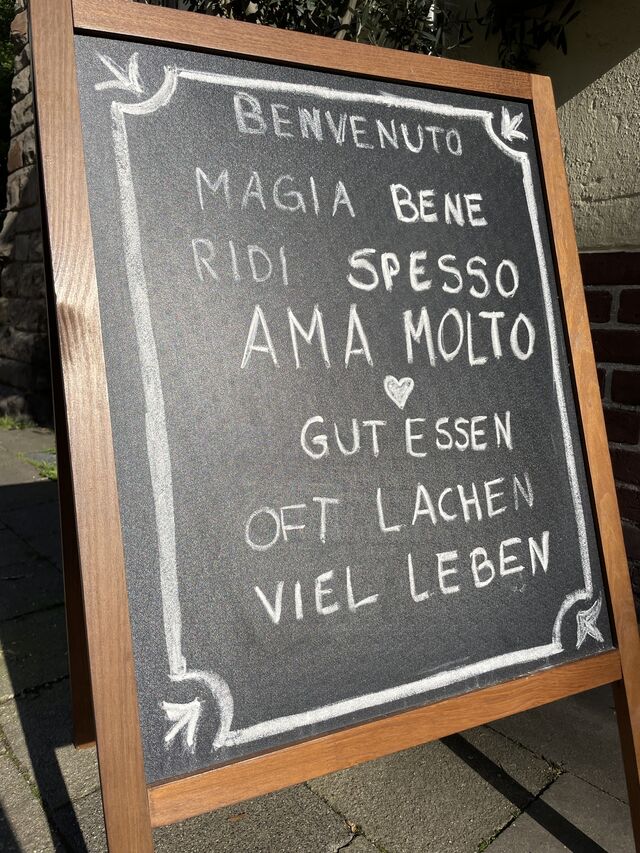 BENVENUTO
MAGIA BENE
RIDI SPESSO
AMA MOLTO
GUT ESSEN
OFT LACHEN
VIEL LEBEN